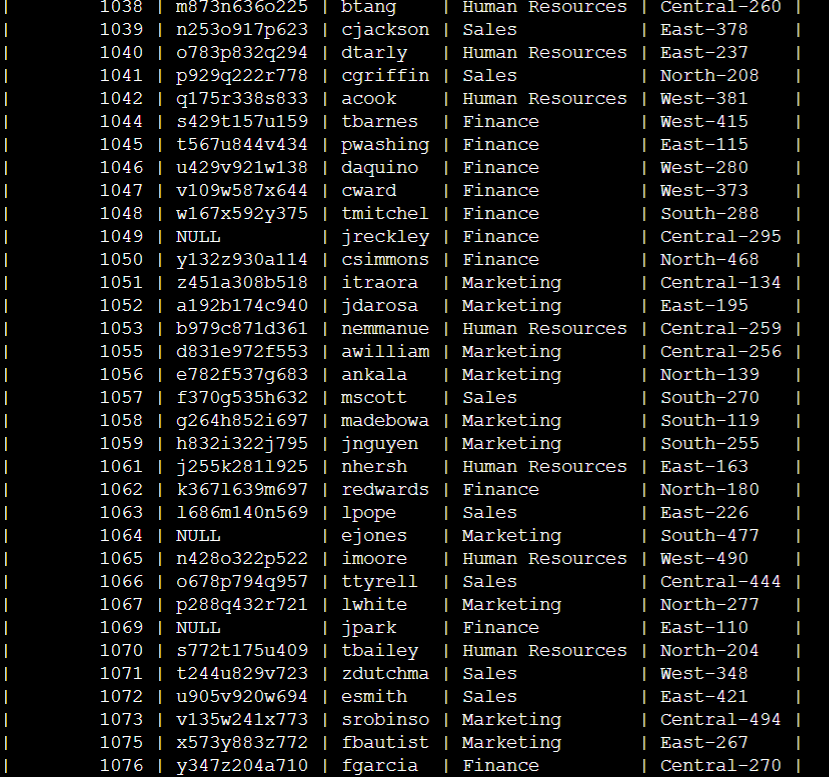 | 1038 | m873n636o225 | btang | Human Resources | Central-260 |
| 1039 | n253o917p623 | cjackson | Sales | East-378 |
| 1040 | o783p832q294 | dtarly | Human Resources | East-237 |
| 1041 | p929q222r778 | cgriffin | Sales | North-208 |
| 1042 | q175r338s833 | acook | Human Resources | West-381 |
| 1044 | s429t157u159 | tbarnes | Finance | West-415 |
| 1045 | t567u844v434 | pwashing | Finance | East-115 |
| 1046 | u429v921w138 | daquino | Finance | West-280 |
| 1047 | v109w587x644 | cward | Finance | West-373 |
| 1048 | w167x592y375 | tmitchel | Finance | South-288 |
| 1049 | NULL | jreckley | Finance | Central-295 |
| 1050 | y132z930a114 | csimmons | Finance | North-468 |
| 1051 | z451a308b518 | itraora | Marketing | Central-134 |
| 1052 | a192b174c940 | jdarosa | Marketing | East-195 |
| 1053 | b979c871d361 | nemmanue | Human Resources | Central-259 |
| 1055 | d831e972f553 | awilliam | Marketing | Central-256 |
| 1056 | e782f537g683 | ankala | Marketing | North-139 |
| 1057 | f370g535h632 | mscott | Sales | South-270 |
| 1058 | g264h852i697 | madebowa | Marketing | South-119 |
| 1059 | h832i322j795 | jnguyen | Marketing | South-255 |
| 1061 | j255k281l925 | nhersh | Human Resources | East-163 |
| 1062 | k367l639m697 | redwards | Finance | North-180 |
| 1063 | l686m140n569 | lpope | Sales | East-226 |
| 1064 | NULL | ejones | Marketing | South-477 |
| 1065 | n428o322p522 | imoore | Human Resources | West-490 |
| 1066 | o678p794q957 | ttyrell | Sales | Central-444 |
| 1067 | p288q432r721 | lwhite | Marketing | North-277 |
| 1069 | NULL | jpark | Finance | East-110 |
| 1070 | s772t175u409 | tbailey | Human Resources | North-204 |
| 1071 | t244u829v723 | zdutchma | Sales | West-348 |
| 1072 | u905v920w694 | esmith | Sales | East-421 |
| 1073 | v135w241x773 | srobinso | Marketing | Central-494 |
| 1075 | x573y883z772 | fbautist | Marketing | East-267 |
| 1076 | y347z204a710 | fgarcia | Finance | Central-270 |